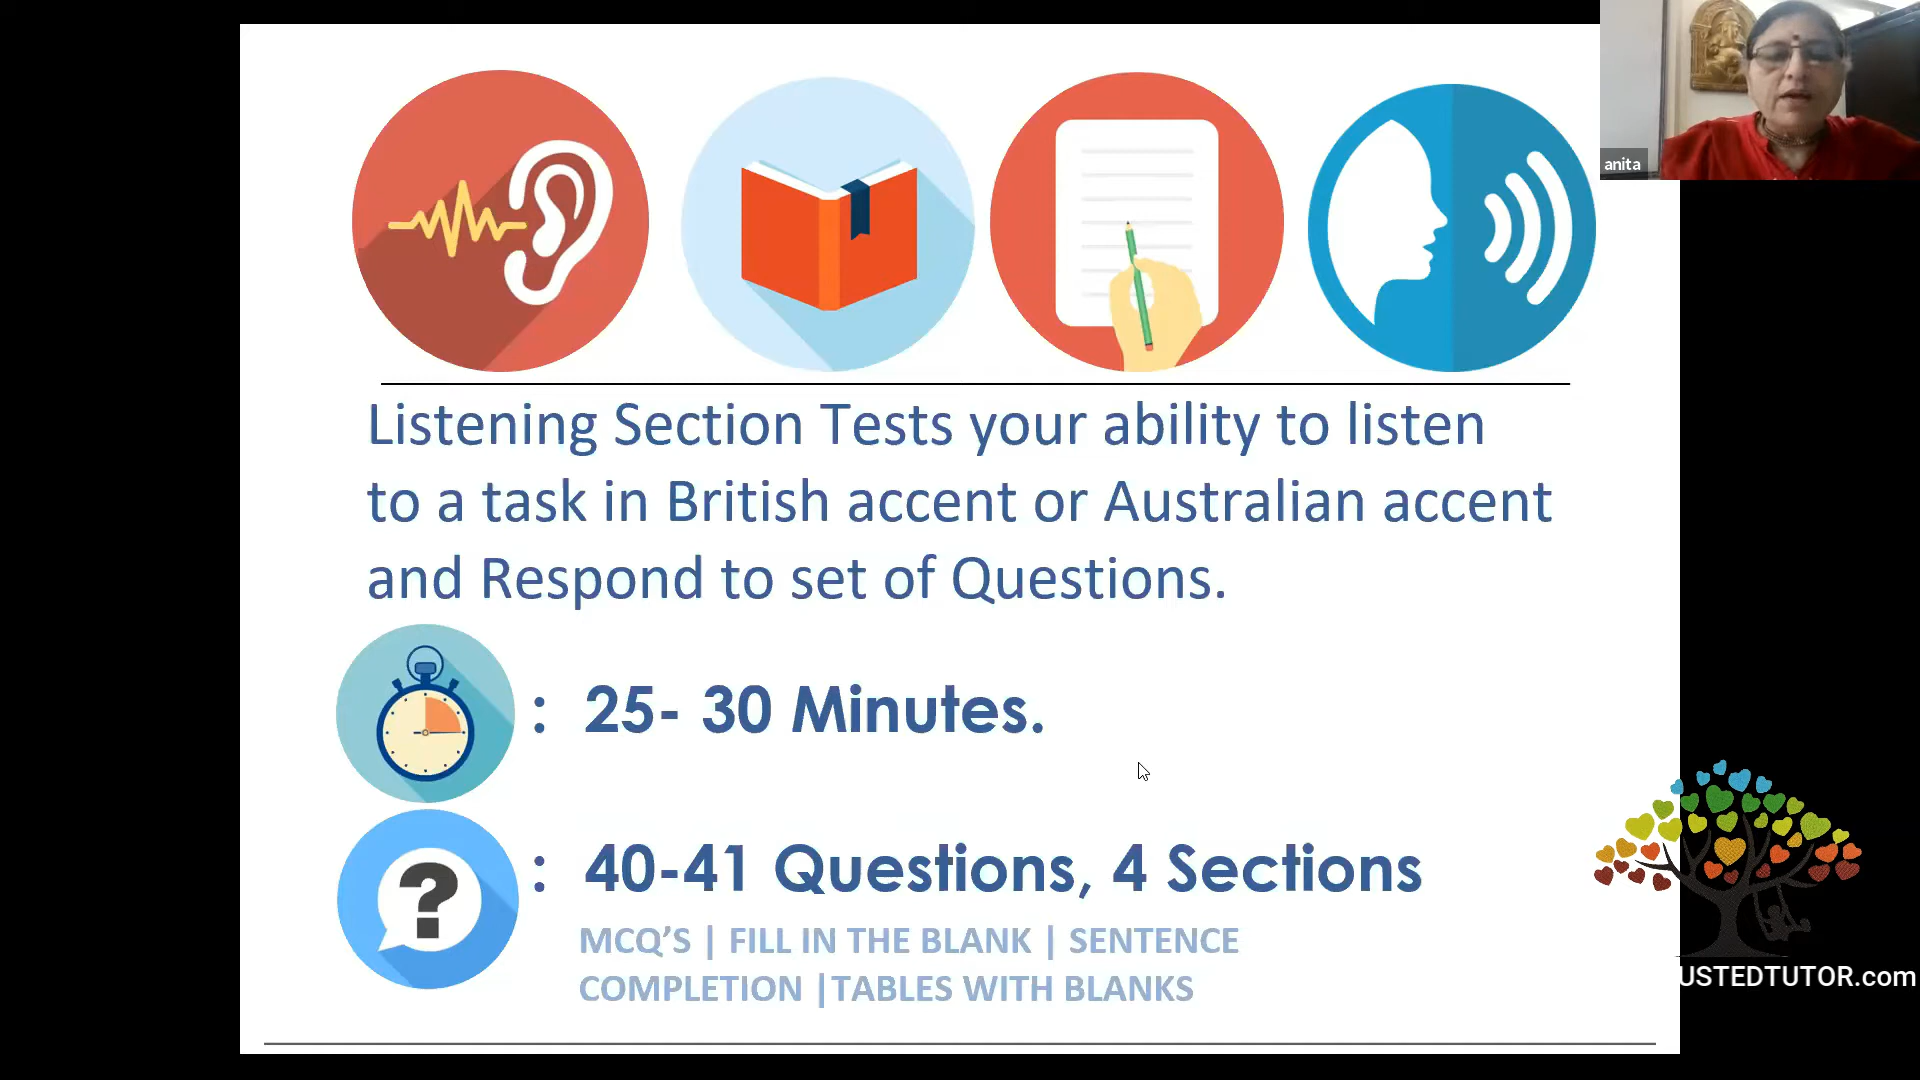 anita
Listening Section Tests your ability to listen
to a task in British accent or Australian accent
and Respond to set of Questions.
: 25- 30 Minutes.
: 40-41 Questions, 4 Sections
MCQ’S | FILL IN THE BLANK | SENTENCE
COMPLETION |TABLES WITH BLANKS
USTEDTUTOR.com